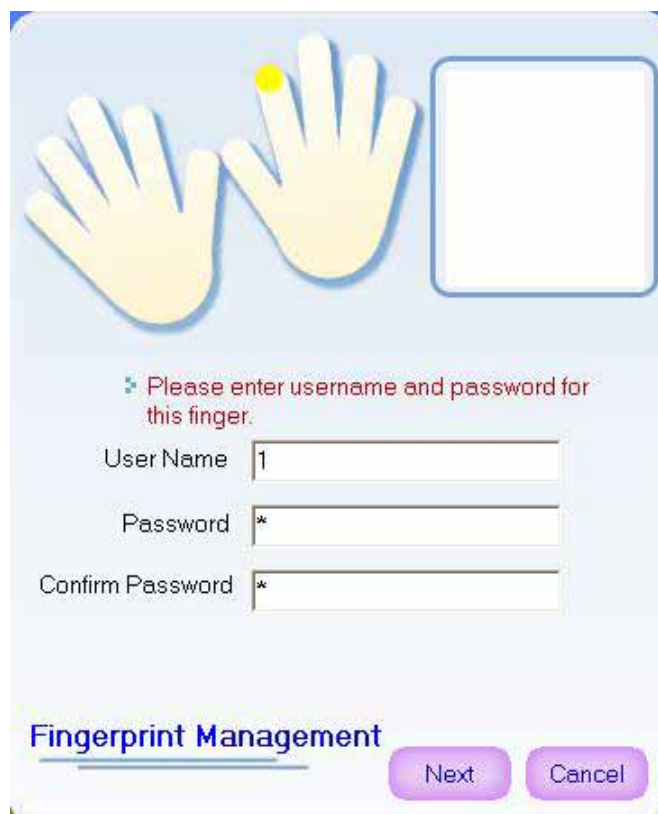 Please enter username and password for
this finger.
User Name 1
Password *
Confirm Password *
Fingerprint Management
Next Cancel